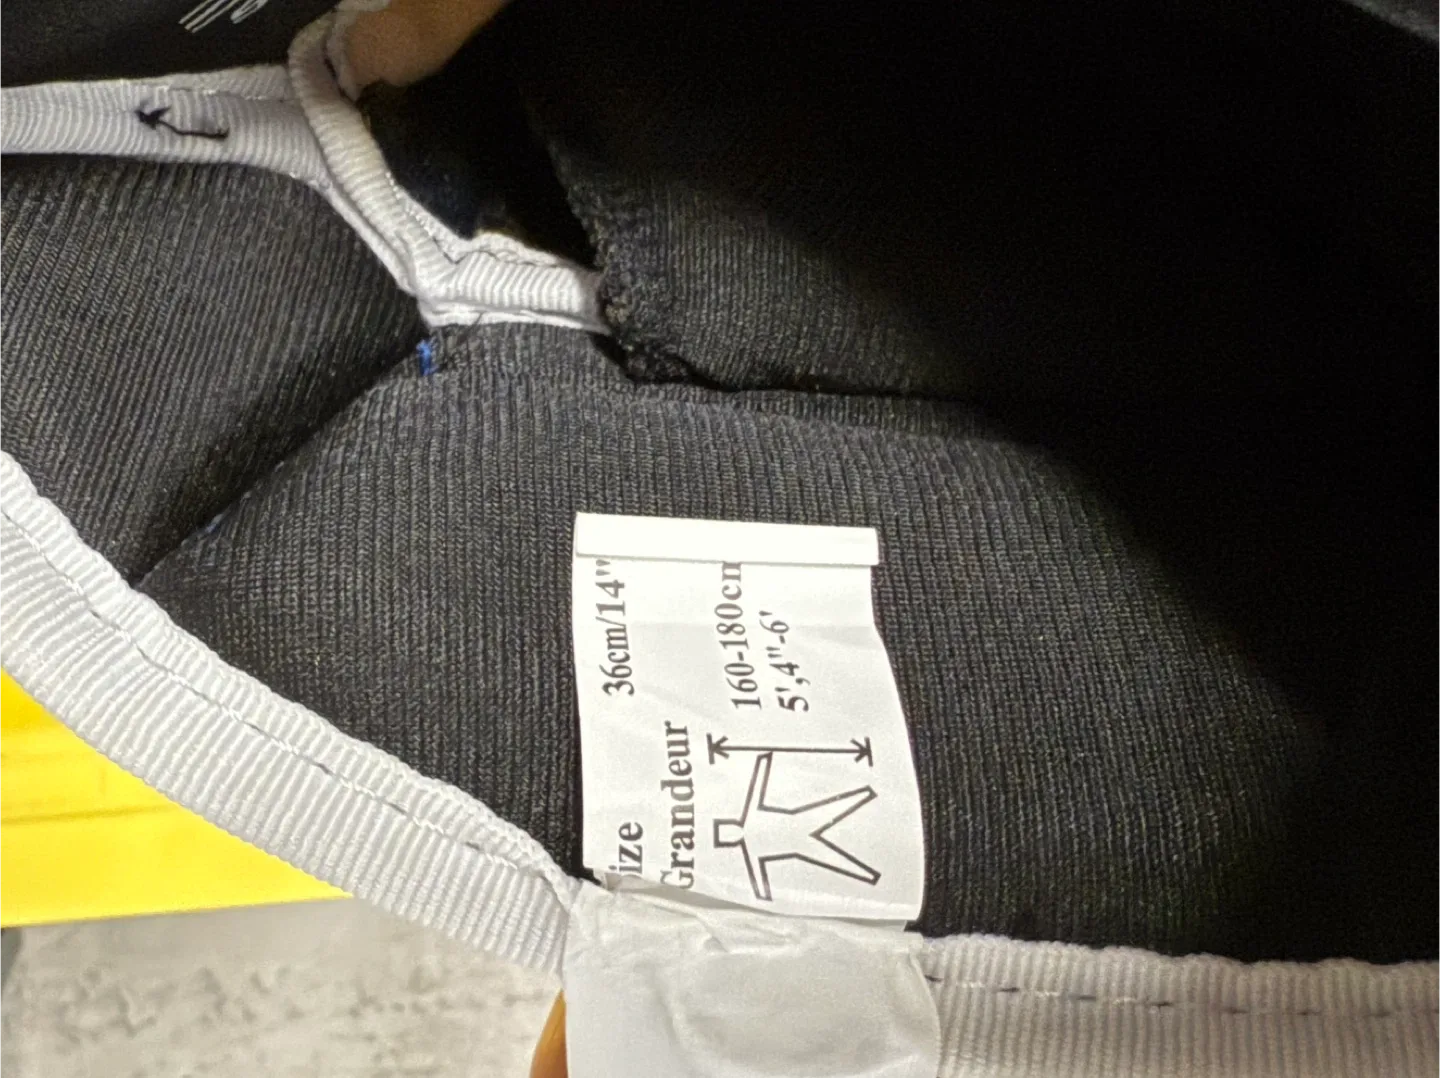 ize 36cm/14"
Grandeur
160-180cm
5',4"-6'